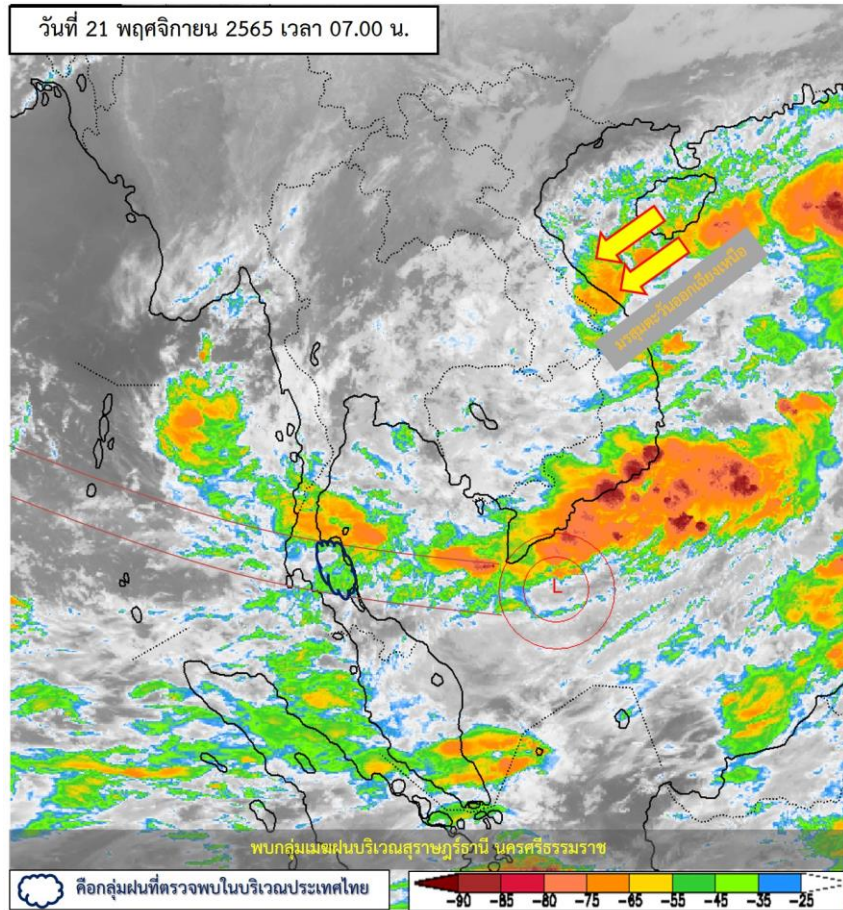 วันที่ 21 พฤศจิกายน 2565 เวลา 07.00 น.
มรสุมตะวันออกเฉียงเหนือ
L
พบกลุ่มเมฆฝนบริเวณสุราษฎร์ธานี นครศรีธรรมราช
คือกลุ่มฝนที่ตรวจพบในบริเวณประเทศไทย
-90 -85 -80 -75 -65 -55 -45 -35 -25